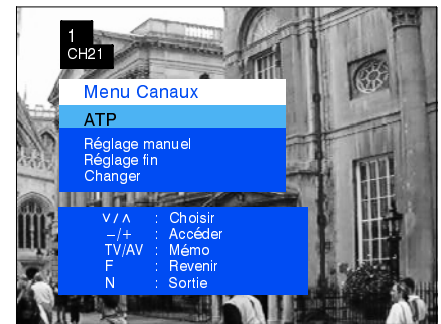 1
CH21
Menu Canaux
ATP
Réglage manuel
Réglage fin
Changer
∨/∧ : Choisir
–/+ : Accéder
TV/AV : Mémo
F : Revenir
N : Sortie